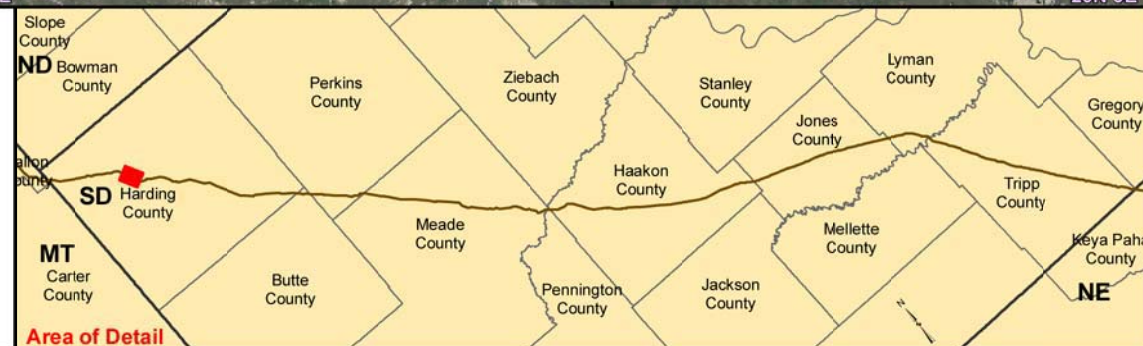 Slope
County
ND
Bowman
County
Perkins
County
Ziebach
County
Stanley
County
Lyman
County
Gregory
County
Jones
County
Haakon
County
SD
Harding
County
Meade
County
Tripp
County
Mellette
County
Keya Paha
County
MT
Carter
County
Butte
County
Pennington
County
Jackson
County
NE
N
Area of Detail